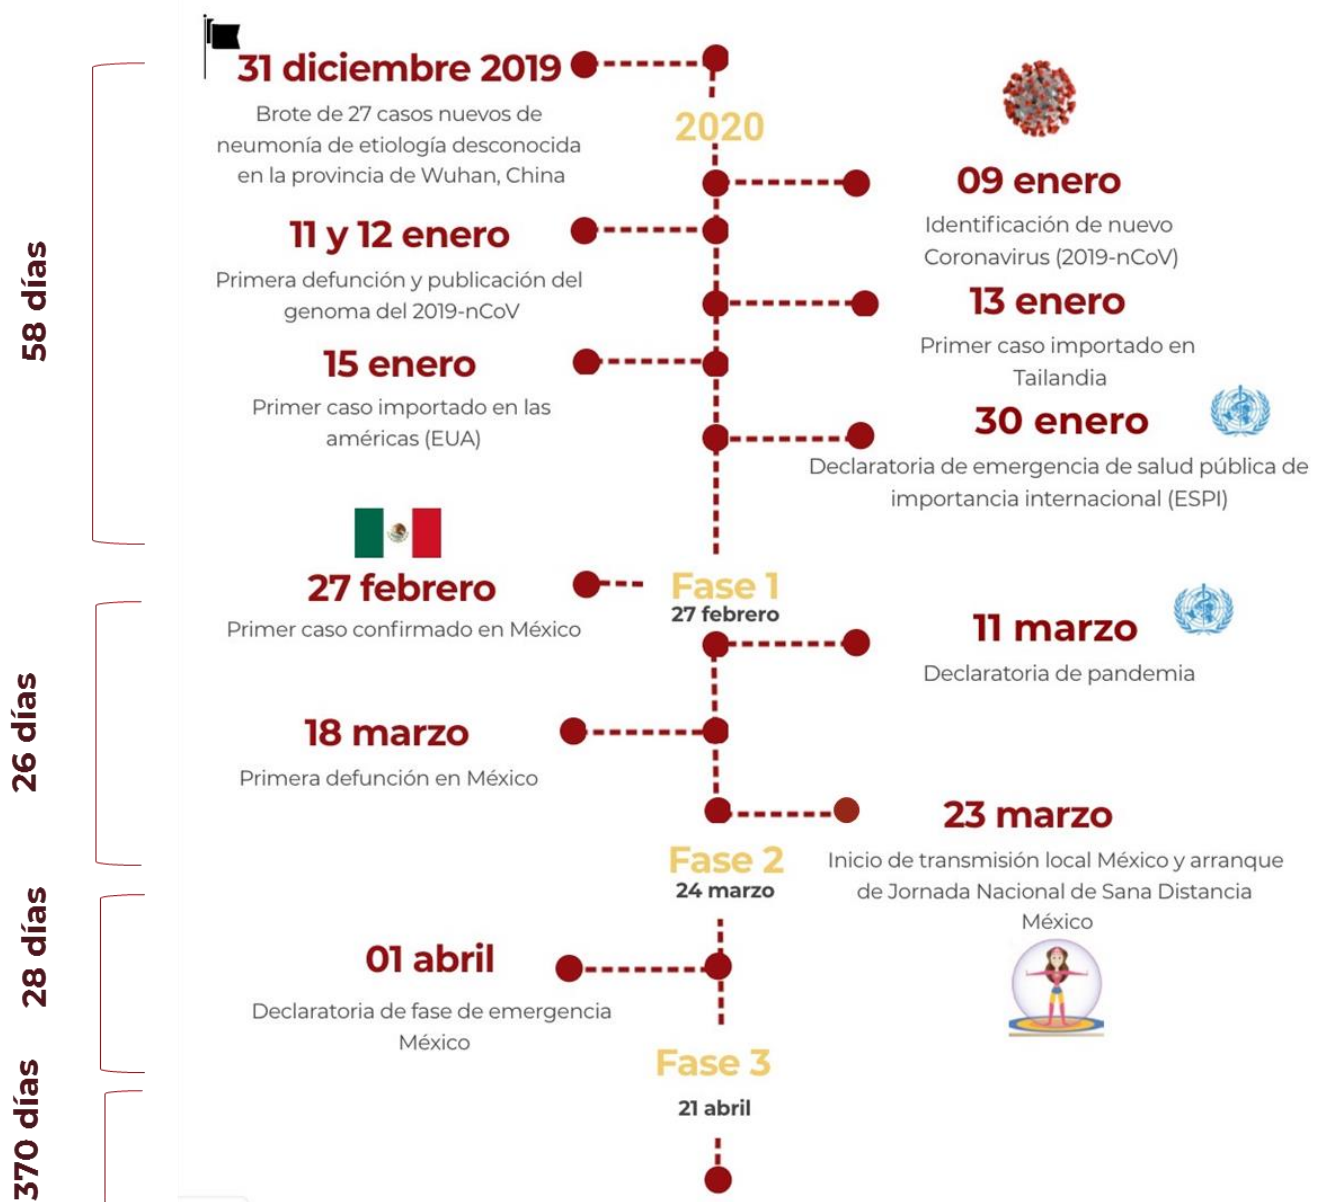 58 días
31 diciembre 2019
Brote de 27 casos nuevos de
neumonía de etiología desconocida
en la provincia de Wuhan, China
2020
09 enero
Identificación de nuevo
Coronavirus (2019-nCoV)
11 y 12 enero
Primera defunción y publicación del
genoma del 2019-nCoV
13 enero
Primer caso importado en
Tailandia
15 enero
Primer caso importado en las
américas (EUA)
30 enero
Declaratoria de emergencia de salud pública de
importancia internacional (ESPI)
26 días
27 febrero
Primer caso confirmado en México
Fase 1
27 febrero
11 marzo
Declaratoria de pandemia
18 marzo
Primera defunción en México
23 marzo
Inicio de transmisión local México y arranque
de Jornada Nacional de Sana Distancia
México
28 días
Fase 2
24 marzo
01 abril
Declaratoria de fase de emergencia
México
370 días
Fase 3
21 abril